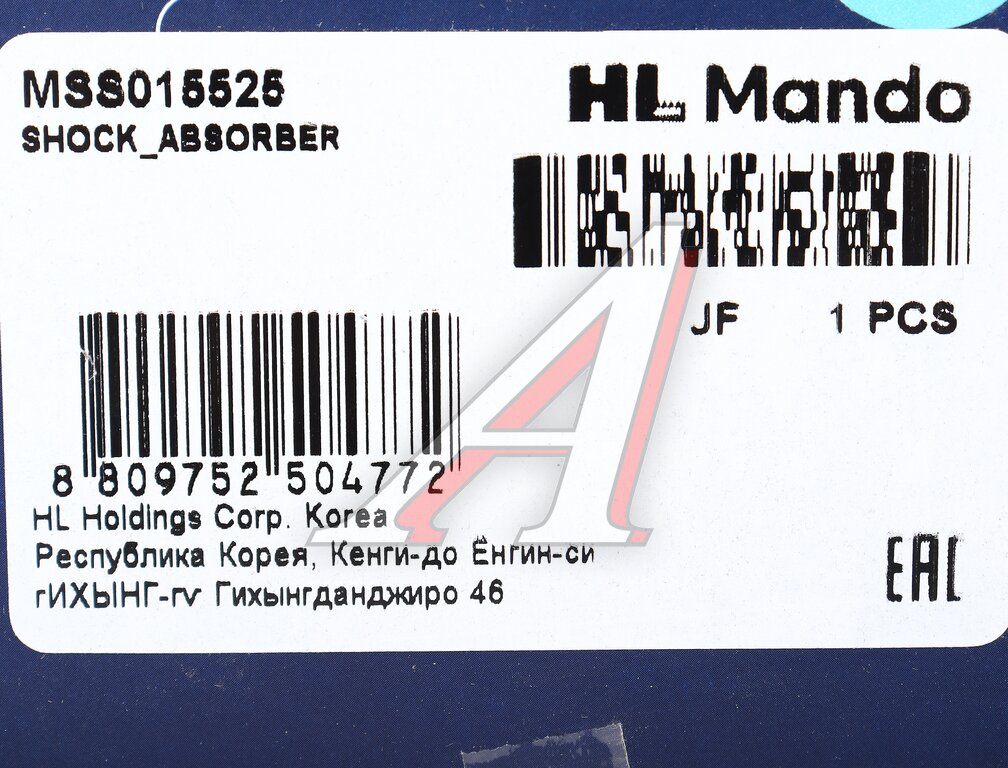 MSS015525
SHOCK_ABSORBER
HL Mando
JF 1 PCS
8 809752 504772
HL Holdings Corp. Korea
Республика Корея, Кенги-до Ёнгин-си
гИХЫНГ-гv Гихынгданджиро 46
EAC